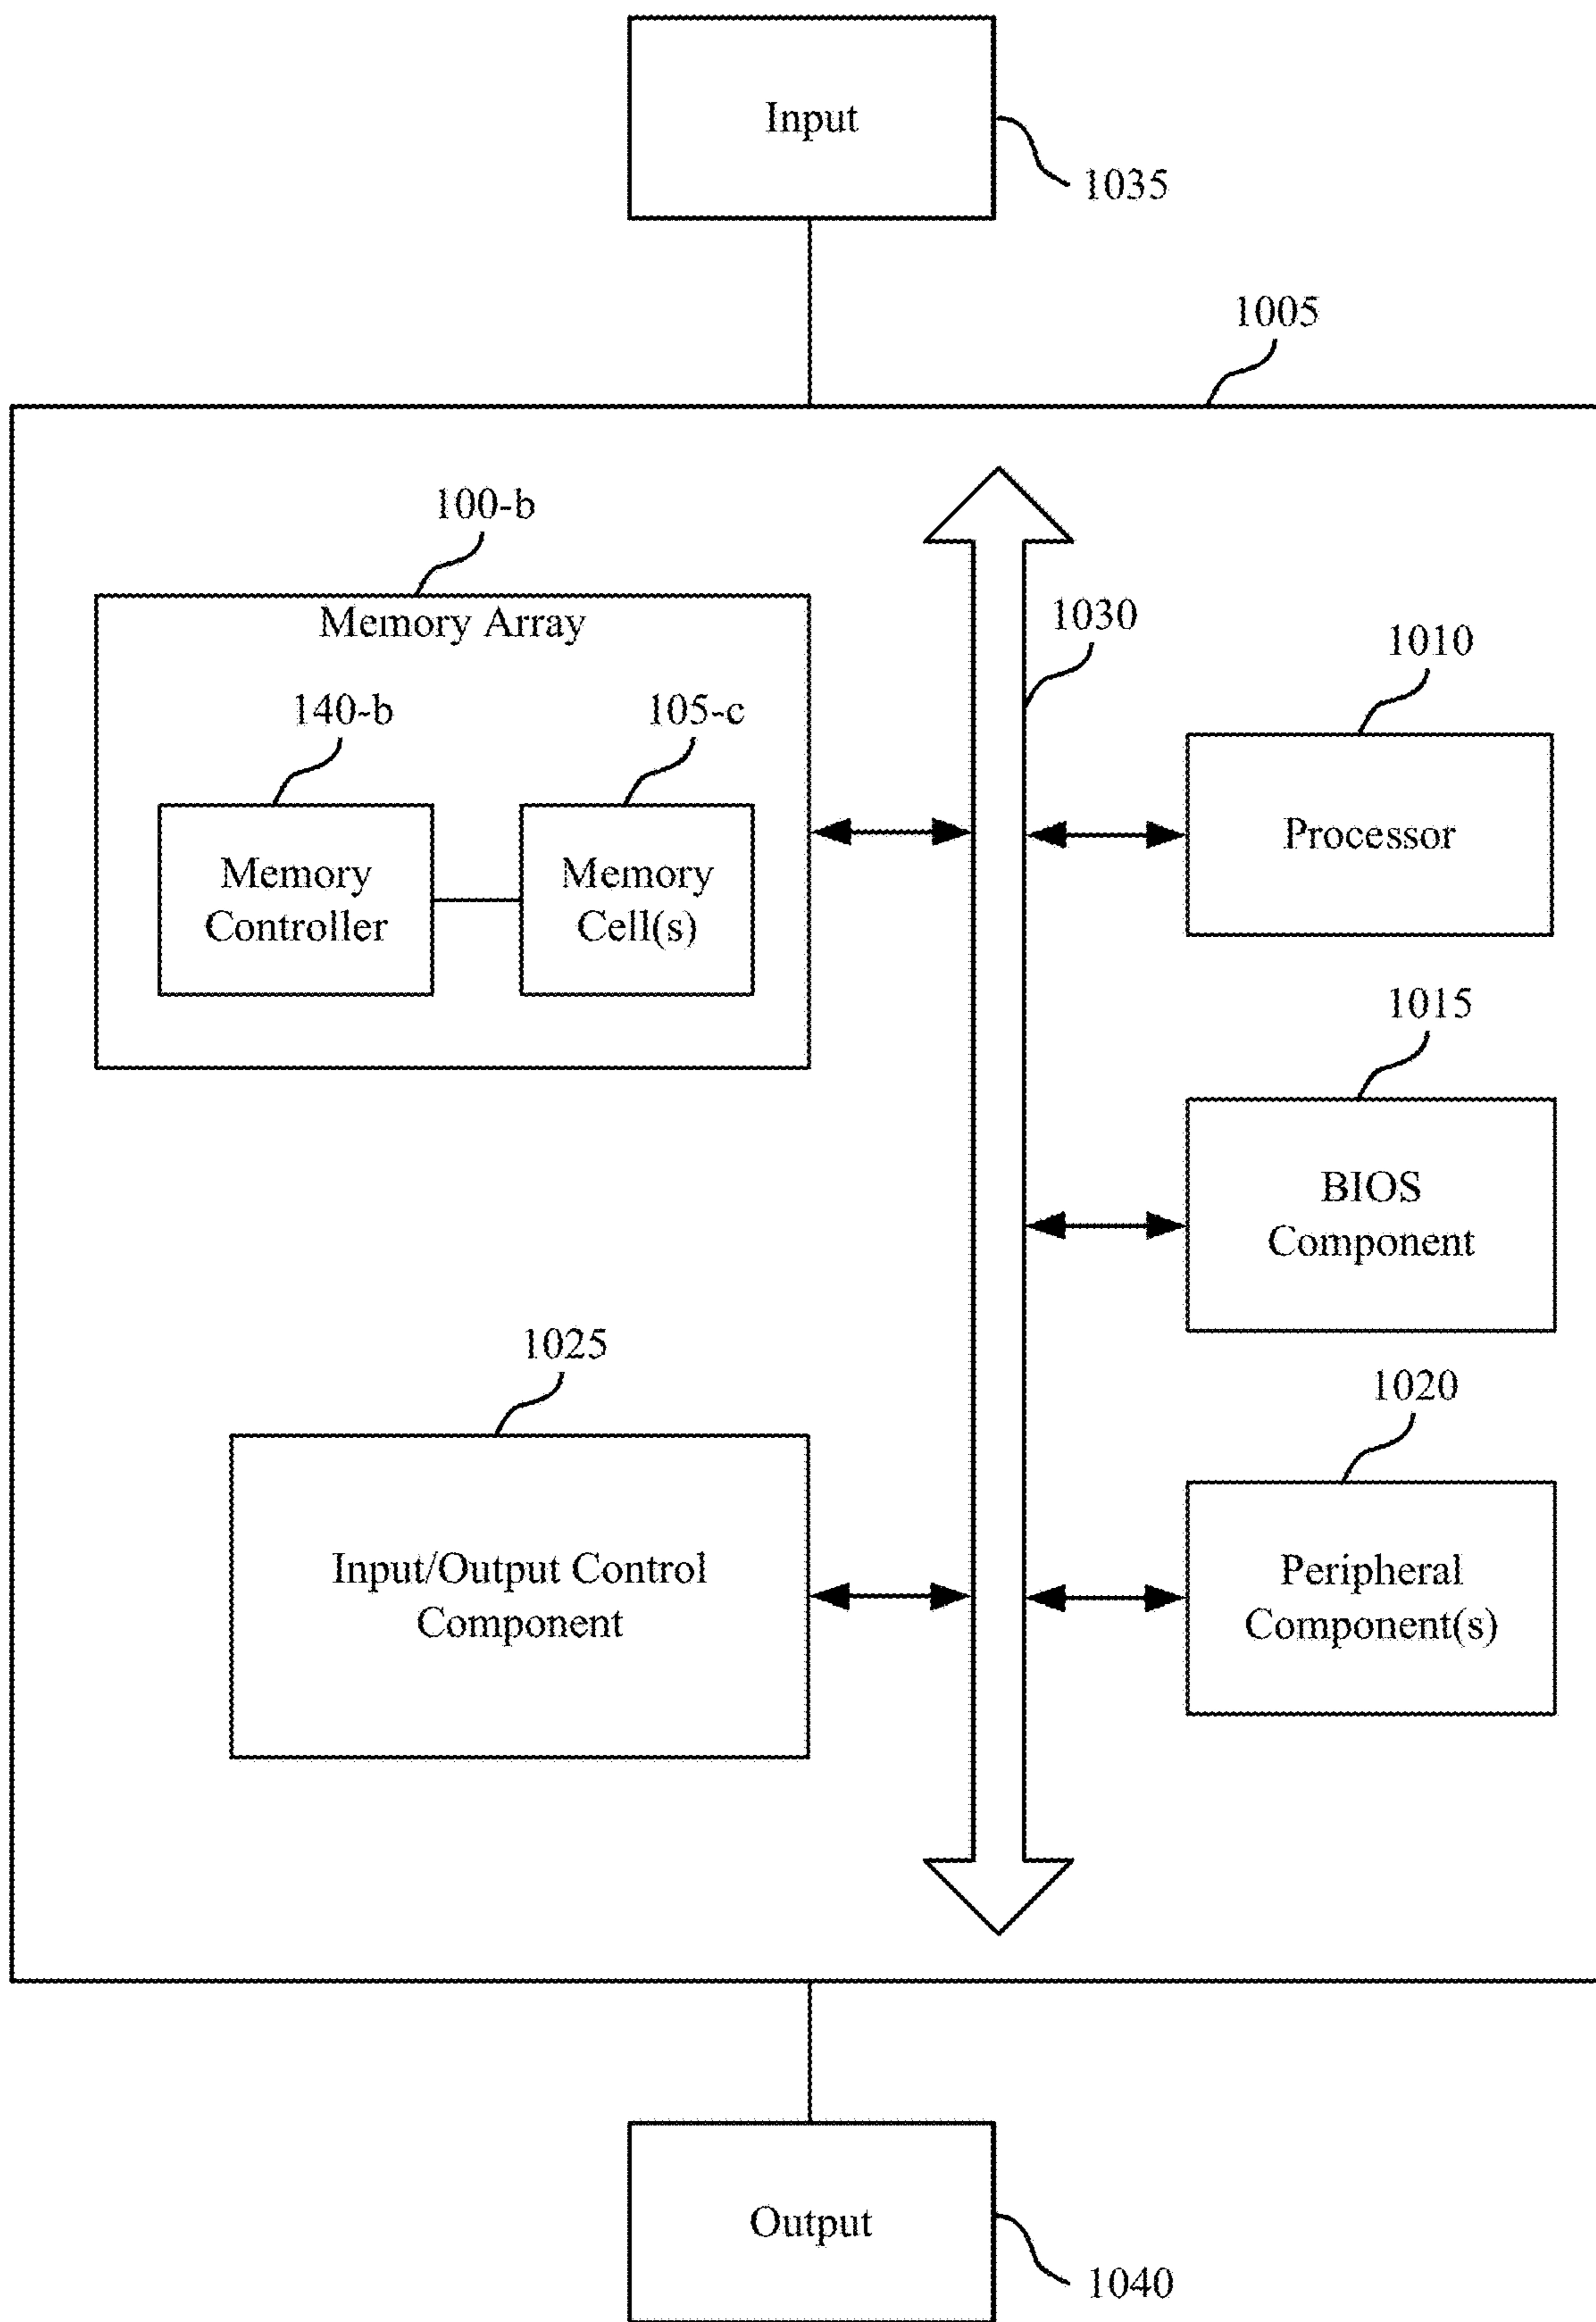 Input
1035
1005
100-b
Memory Array
1030
1010
140-b
105-c
Processor
Memory
Controller
Memory
Cell(s)
1015
BIOS
Component
1025
1020
Input/Output Control
Component
Peripheral
Component(s)
Output
1040